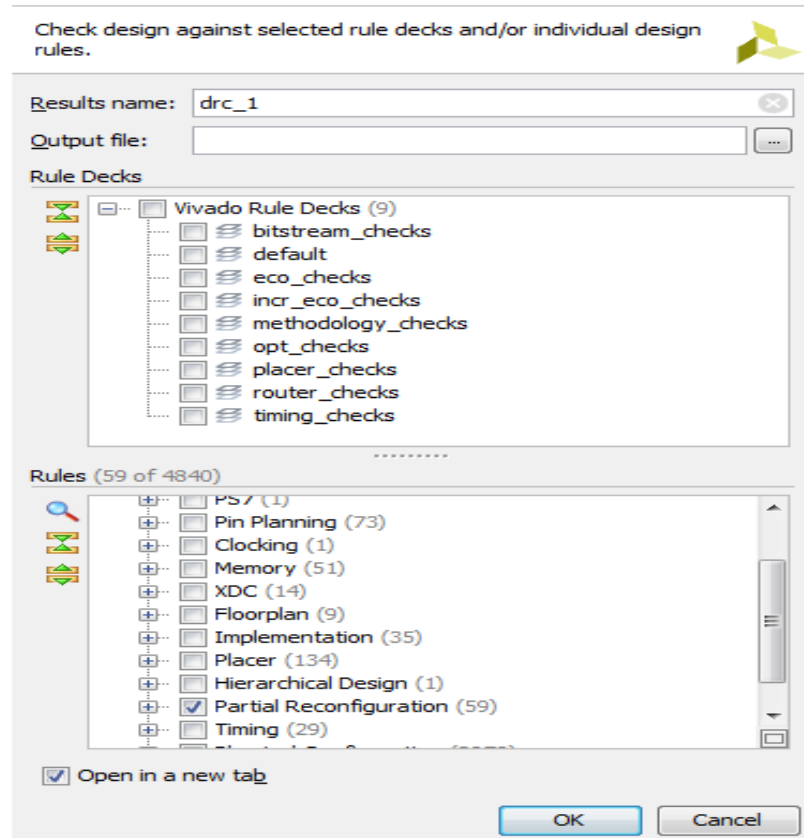 Check design against selected rule decks and/or individual design
rules.
Results name: drc_1
Output file:
...
Rule Decks
Vivado Rule Decks (9)
bitstream_checks
default
eco_checks
incr_eco_checks
methodology_checks
opt_checks
placer_checks
router_checks
timing_checks
Rules (59 of 4840)
PS7 (1)
Pin Planning (73)
Clocking (1)
Memory (51)
XDC (14)
Floorplan (9)
Implementation (35)
Placer (134)
Hierarchical Design (1)
Partial Reconfiguration (59)
Timing (29)
Open in a new tab
OK Cancel